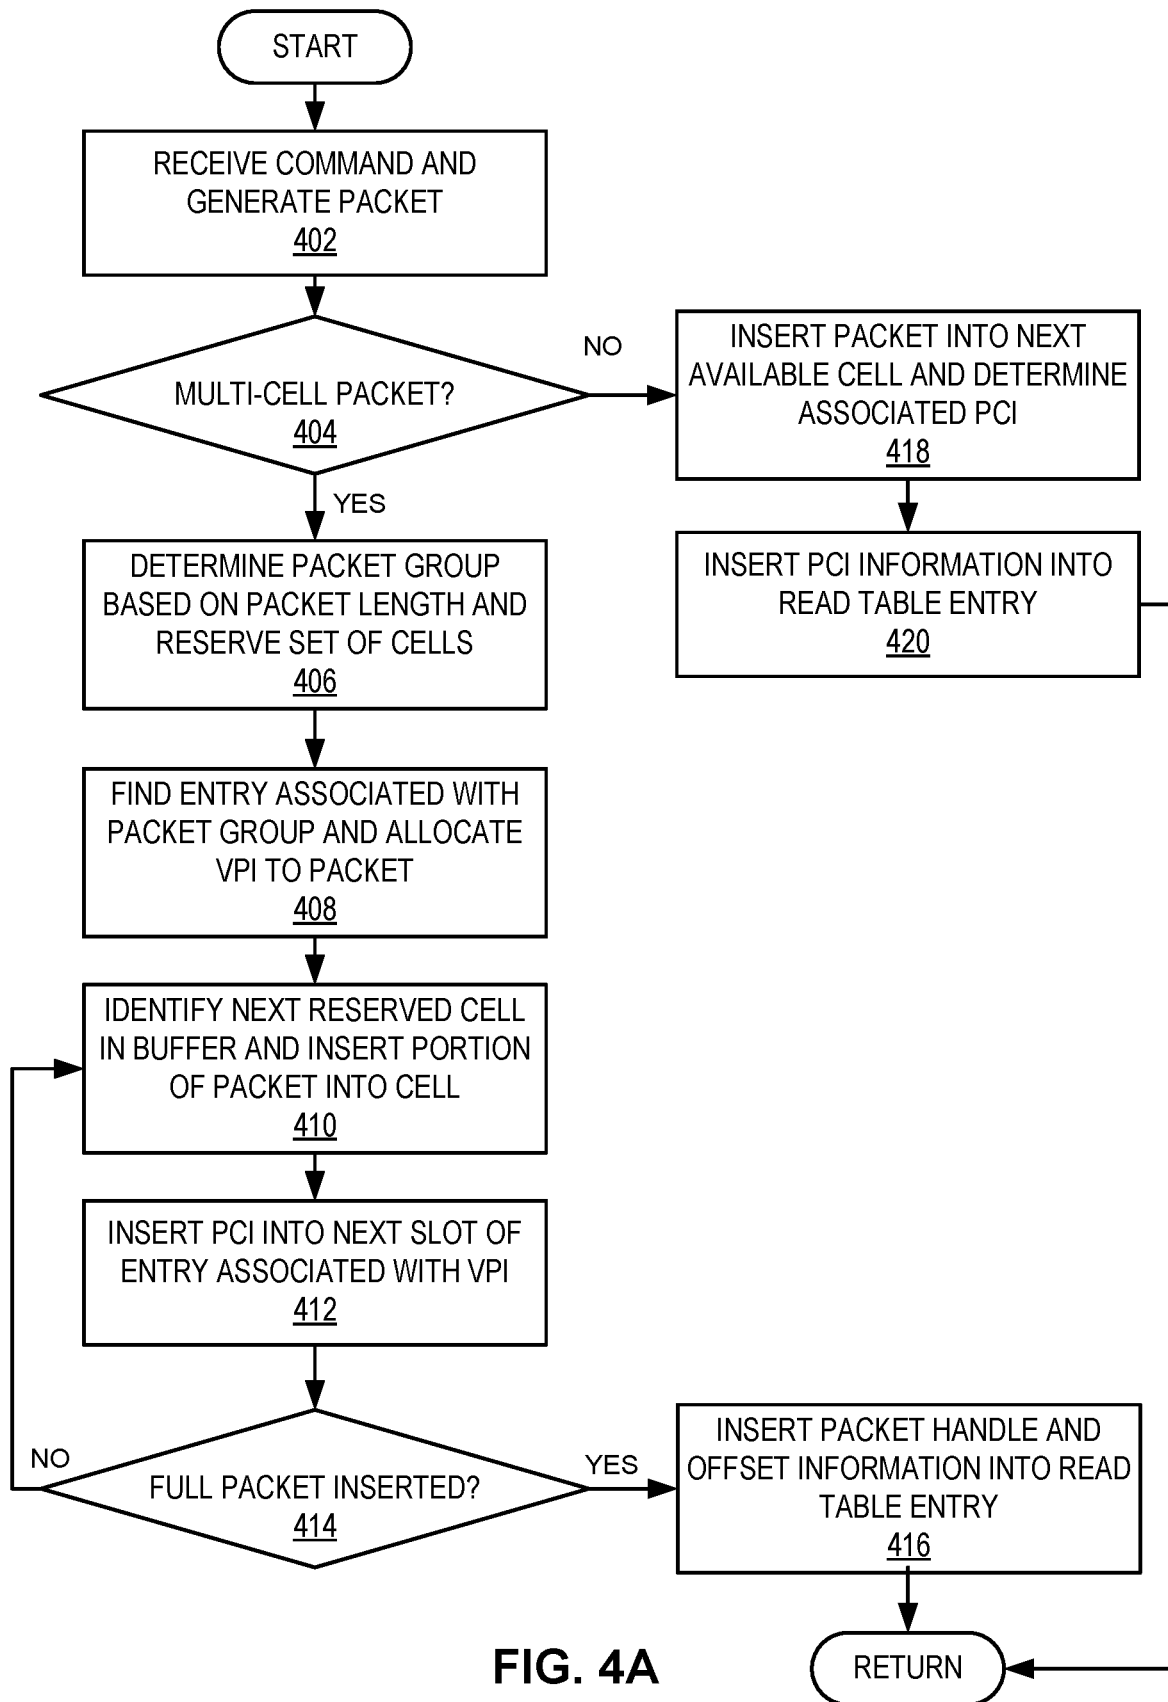 START
RECEIVE COMMAND AND
GENERATE PACKET
402
MULTI-CELL PACKET?
404
NO
INSERT PACKET INTO NEXT
AVAILABLE CELL AND DETERMINE
ASSOCIATED PCI
418
YES
INSERT PCI INFORMATION INTO
READ TABLE ENTRY
420
DETERMINE PACKET GROUP
BASED ON PACKET LENGTH AND
RESERVE SET OF CELLS
406
FIND ENTRY ASSOCIATED WITH
PACKET GROUP AND ALLOCATE
VPI TO PACKET
408
IDENTIFY NEXT RESERVED CELL
IN BUFFER AND INSERT PORTION
OF PACKET INTO CELL
410
INSERT PCI INTO NEXT SLOT OF
ENTRY ASSOCIATED WITH VPI
412
NO
FULL PACKET INSERTED?
414
YES
INSERT PACKET HANDLE AND
OFFSET INFORMATION INTO READ
TABLE ENTRY
416
RETURN
FIG. 4A